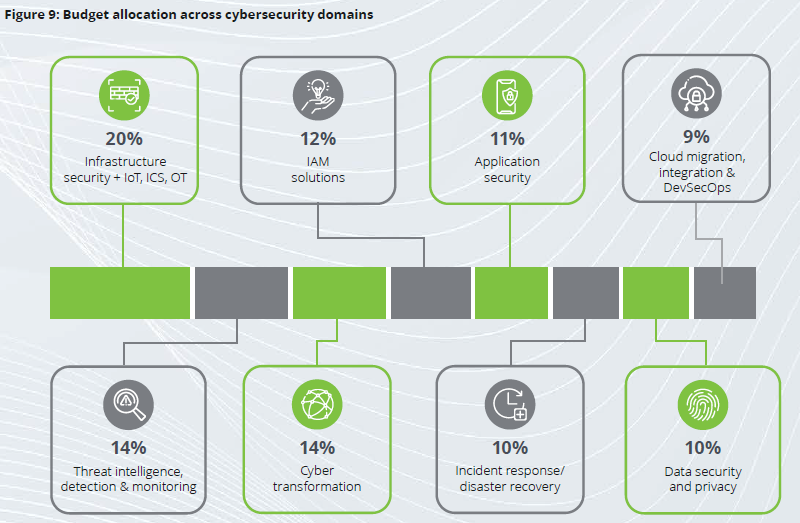 Figure 9: Budget allocation across cybersecurity domains
20%
Infrastructure
security + IoT, ICS, OT
12%
IAM
solutions
11%
Application
security
9%
Cloud migration,
integration &
DevSecOps
14%
Threat intelligence,
detection & monitoring
14%
Cyber
transformation
10%
Incident response/
disaster recovery
10%
Data security
and privacy